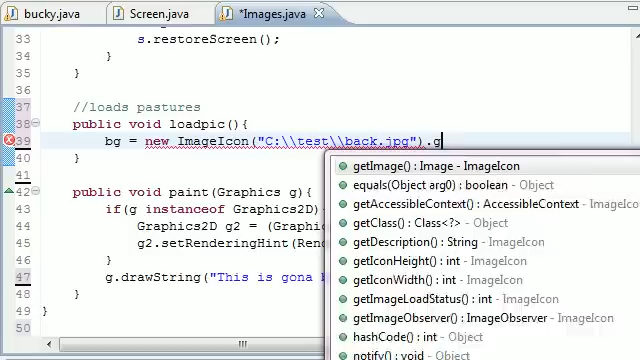 bucky.java Screen.java *Images.java
33 s.restoreScreen();
34 }
35 }
36
37 //loads pastures
38 public void loadpic(){
39 bg = new ImageIcon("C:\\test\\back.jpg").g
40 }
41
42 public void paint(Graphics g){
43 if(g instanceof Graphics2D)
44 Graphics2D g2 = (Graph
45 g2.setRenderingHint(Ren
46 }
47 g.drawString("This is gona
48 }
49 }
50
getImage() : Image - ImageIcon
equals(Object arg0) : boolean - Object
getAccessibleContext() : AccessibleContext - ImageIcon
getClass() : Class<?> - Object
getDescription() : String - ImageIcon
getIconHeight() : int - ImageIcon
getIconWidth() : int - ImageIcon
getImageLoadStatus() : int - ImageIcon
getImageObserver() : ImageObserver - ImageIcon
hashCode() : int - Object
notify() : void - Object